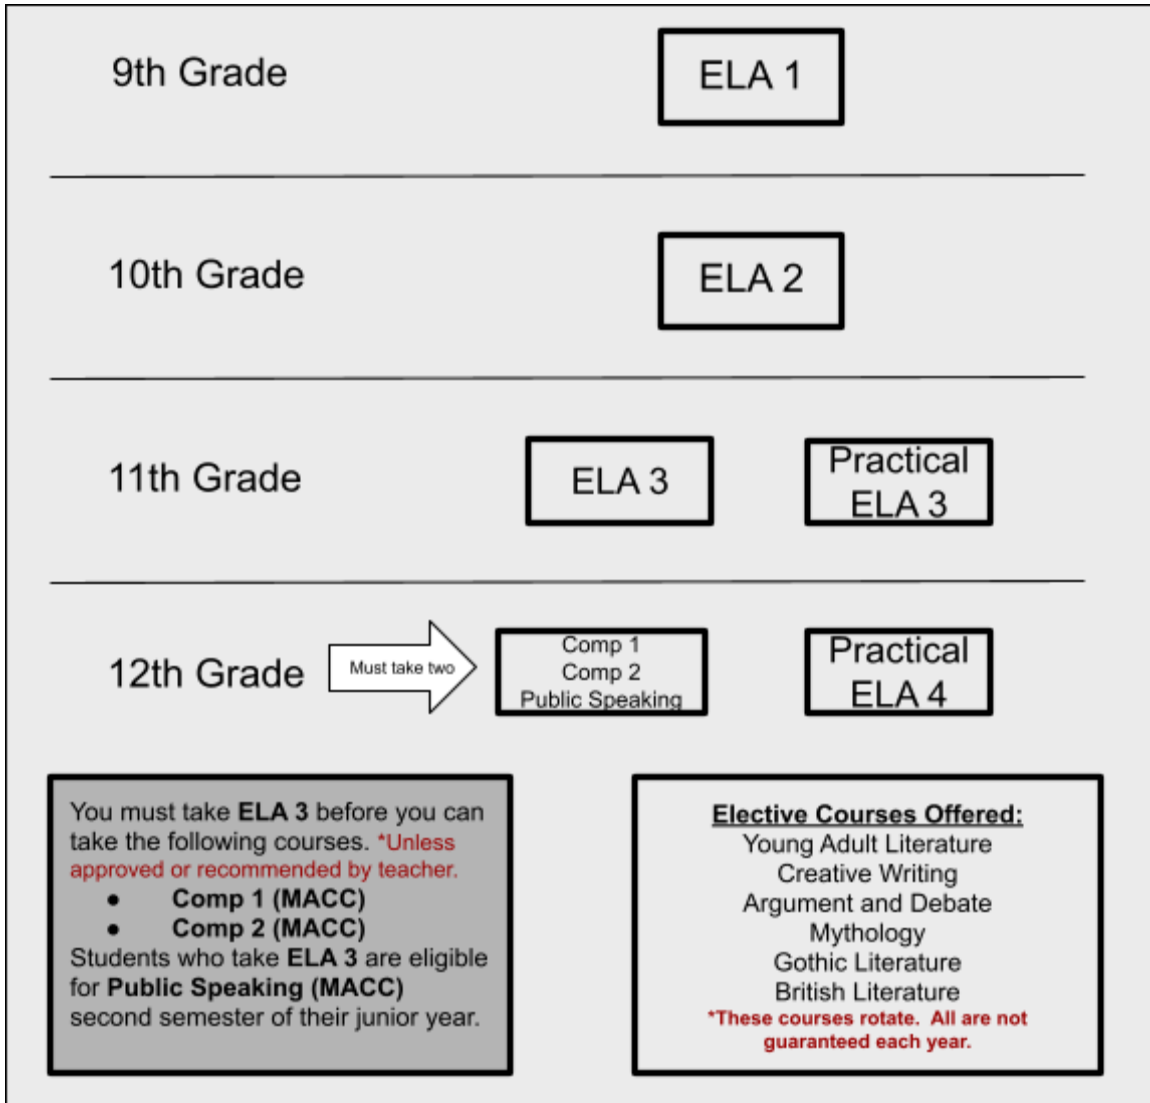 9th Grade
ELA 1
10th Grade
ELA 2
11th Grade
ELA 3
Practical
ELA 3
12th Grade
Must take two
Comp 1
Comp 2
Public Speaking
Practical
ELA 4
You must take ELA 3 before you can
take the following courses. *Unless
approved or recommended by teacher.
● Comp 1 (MACC)
● Comp 2 (MACC)
Students who take ELA 3 are eligible
for Public Speaking (MACC)
second semester of their junior year.
Elective Courses Offered:
Young Adult Literature
Creative Writing
Argument and Debate
Mythology
Gothic Literature
British Literature
*These courses rotate. All are not
guaranteed each year.